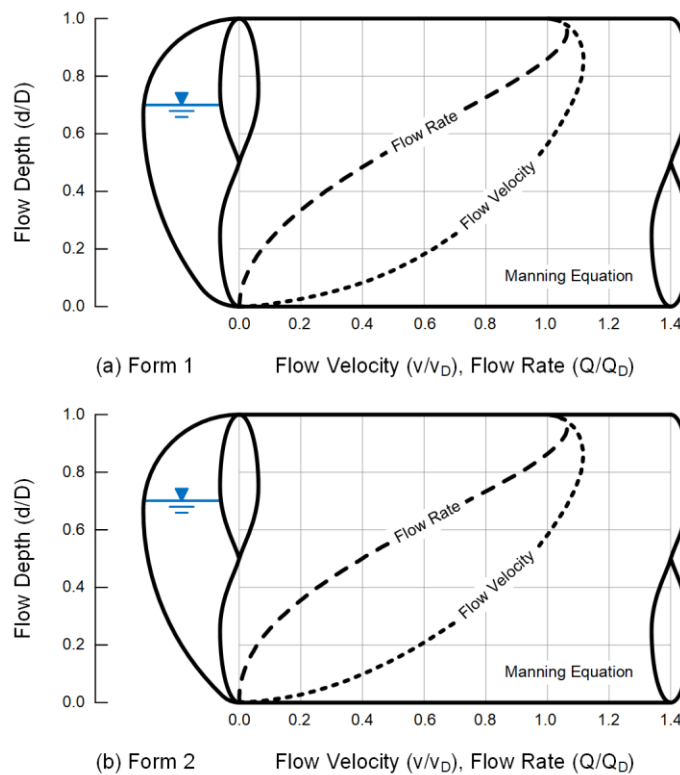 1.0
0.8
0.6
0.4
0.2
0.0
Flow Depth (d/D)
Flow Rate
Flow Velocity
Manning Equation
0.0 0.2 0.4 0.6 0.8 1.0 1.2 1.4
(a) Form 1 Flow Velocity (v/v_D), Flow Rate (Q/Q_D)
1.0
0.8
0.6
0.4
0.2
0.0
Flow Depth (d/D)
Flow Rate
Flow Velocity
Manning Equation
0.0 0.2 0.4 0.6 0.8 1.0 1.2 1.4
(b) Form 2 Flow Velocity (v/v_D), Flow Rate (Q/Q_D)